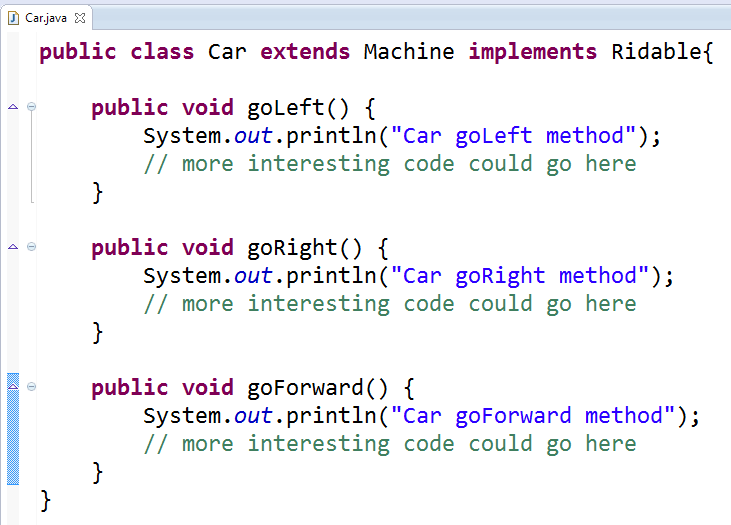 Car.java
public class Car extends Machine implements Ridable{
public void goLeft() {
System.out.println("Car goLeft method");
// more interesting code could go here
}
public void goRight() {
System.out.println("Car goRight method");
// more interesting code could go here
}
public void goForward() {
System.out.println("Car goForward method");
// more interesting code could go here
}
}